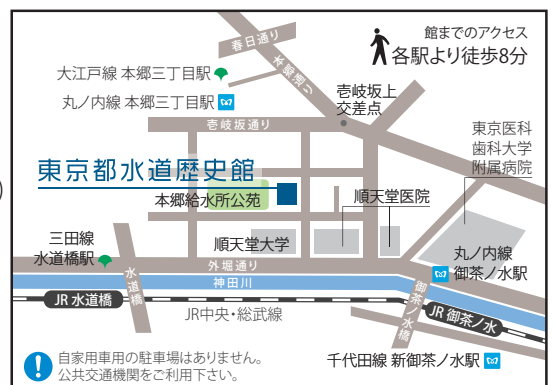 館までのアクセス
各駅より徒歩8分
春日通り
本郷通り
大江戸線 本郷三丁目駅
丸ノ内線 本郷三丁目駅
壱岐坂上
交差点
壱岐坂通り
東京医科
歯科大学
附属病院
東京都水道歴史館
本郷給水所公苑
順天堂医院
三田線
水道橋駅
順天堂大学
丸ノ内線
御茶ノ水駅
外堀通り
神田川
水道橋
御茶ノ水橋
JR 水道橋
JR中央・総武線
JR 御茶ノ水
自家用車用の駐車場はありません。
公共交通機関をご利用下さい。
千代田線 新御茶ノ水駅